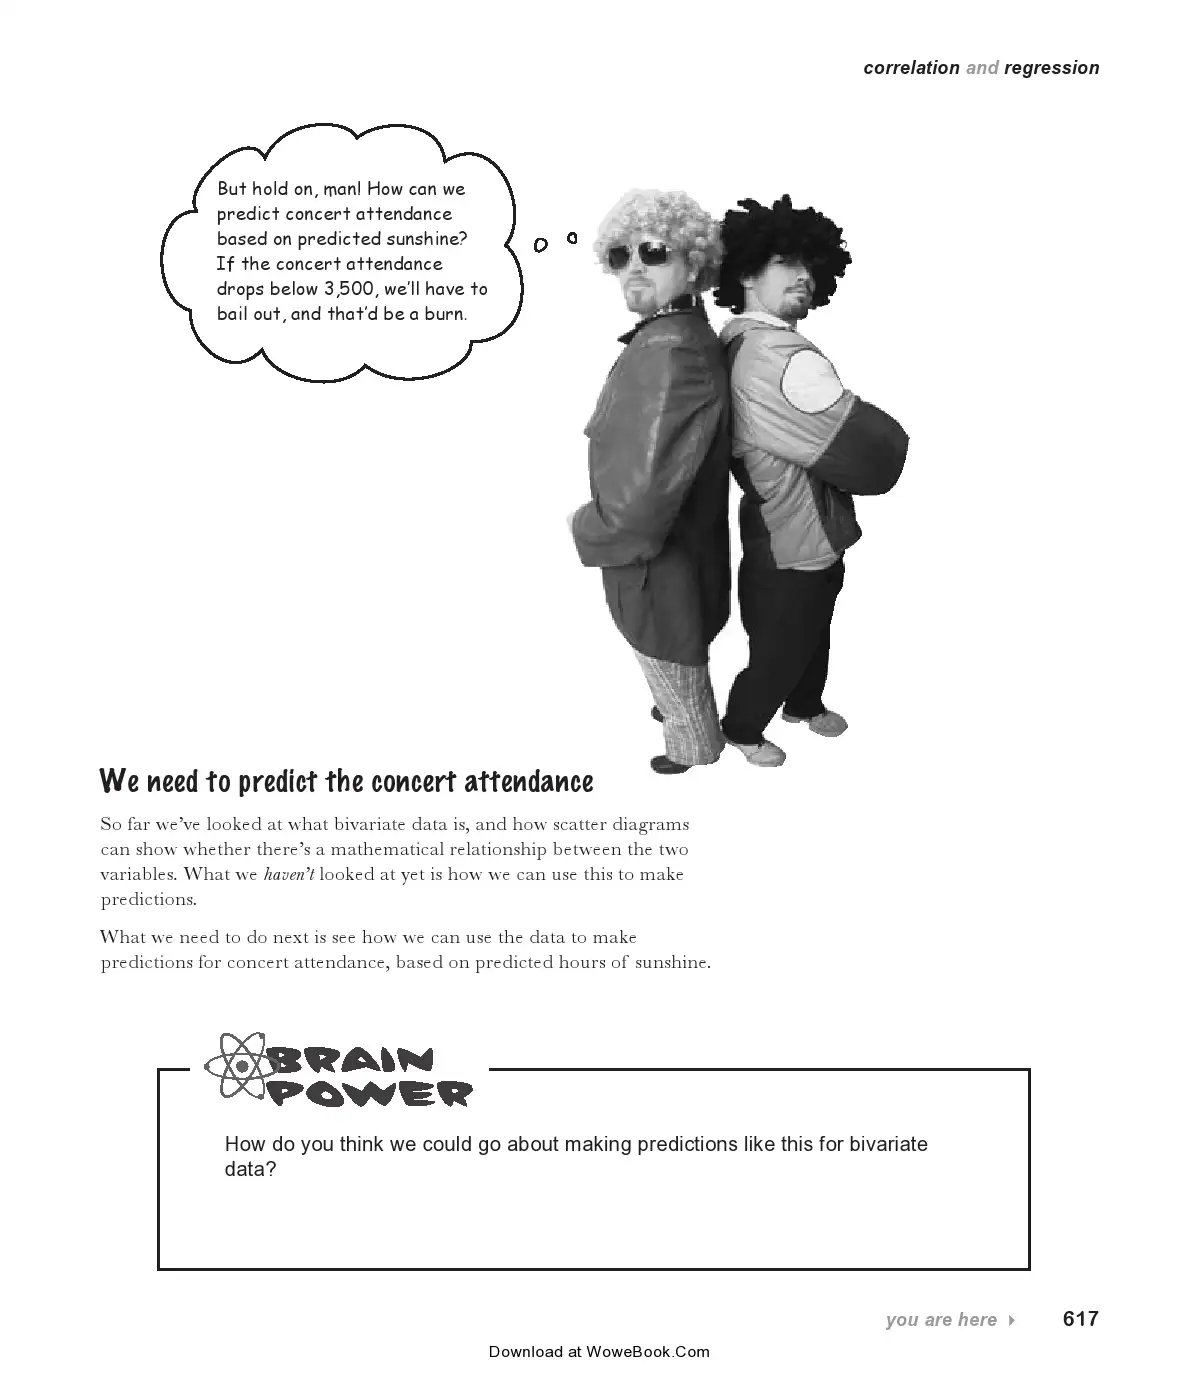 correlation and regression
But hold on, man! How can we
predict concert attendance
based on predicted sunshine?
If the concert attendance
drops below 3,500, we'll have to
bail out, and that'd be a burn.
We need to predict the concert attendance
So far we've looked at what bivariate data is, and how scatter diagrams
can show whether there's a mathematical relationship between the two
variables. What we haven't looked at yet is how we can use this to make
predictions.
What we need to do next is see how we can use the data to make
predictions for concert attendance, based on predicted hours of sunshine.
BRAIN
POWER
How do you think we could go about making predictions like this for bivariate
data?
you are here 617
Download at WoweBook.Com